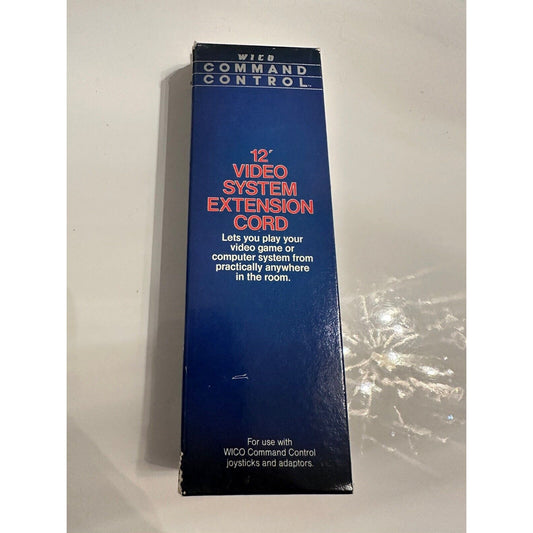 WICO
COMMAND
CONTROL™
12'
VIDEO
SYSTEM
EXTENSION
CORD
Lets you play your
video game or
computer system from
practically anywhere
in the room.
For use with
WICO Command Control
joysticks and adaptors.